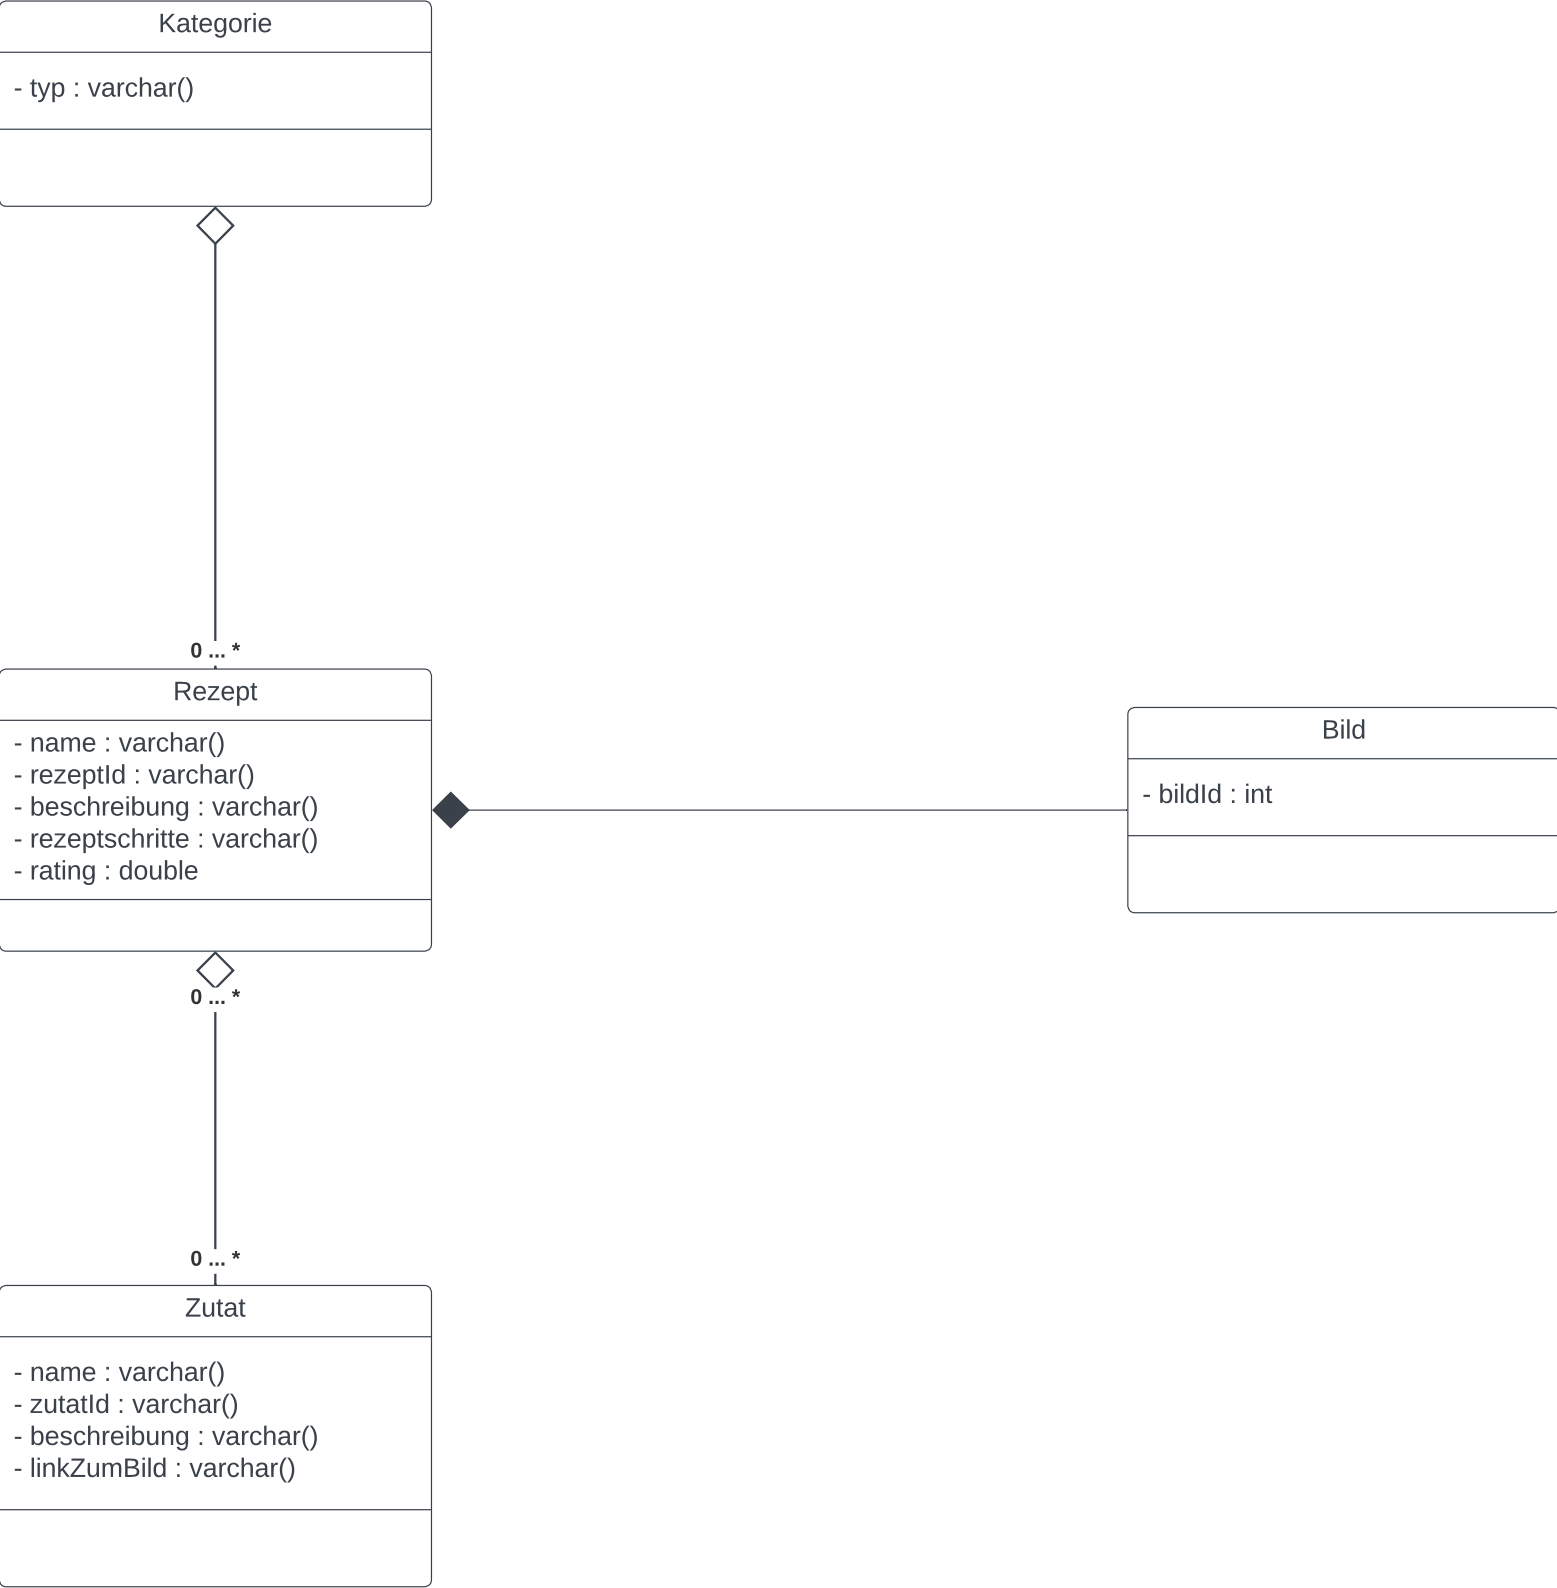 Kategorie
- typ : varchar()
0 ... *
Rezept
- name : varchar()
- rezeptId : varchar()
- beschreibung : varchar()
- rezeptschritte : varchar()
- rating : double
Bild
- bildId : int
0 ... *
0 ... *
Zutat
- name : varchar()
- zutatId : varchar()
- beschreibung : varchar()
- linkZumBild : varchar()